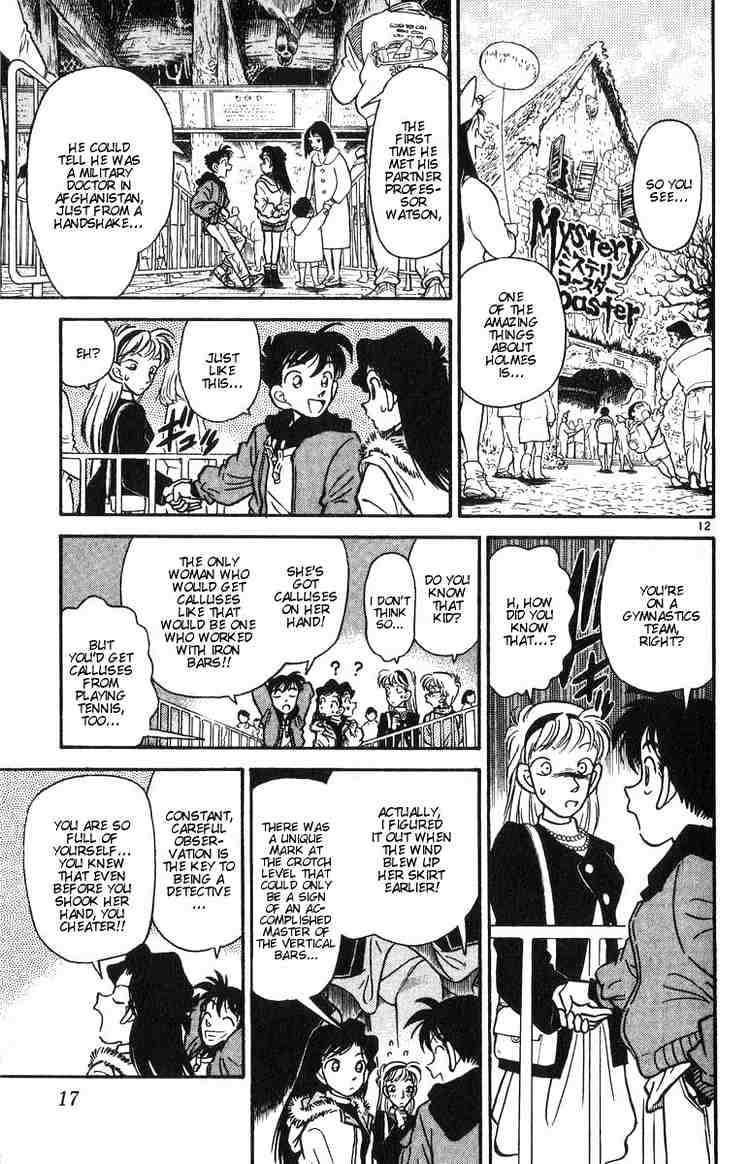 SO YOU
SEE...
Mystery
ミステリー
コースター
oaster
ONE
OF THE
AMAZING
THINGS
ABOUT
HOLMES
IS...
THE
FIRST
TIME HE
MET HIS
PARTNER
PROFES-
SOR
WATSON,
HE COULD
TELL HE WAS
A MILITARY
DOCTOR IN
AFGHANISTAN,
JUST FROM A
HANDSHAKE...
JUST
LIKE
THIS...
EH?
ギュッ
12
YOU'RE
ON A
GYMNASTICS
TEAM,
RIGHT?
H, HOW
DID YOU
KNOW
THAT...?
DO YOU
KNOW
THAT
KID?
I DON'T
THINK
SO...
? ?
SHE'S
GOT
CALLUSES
ON HER
HAND!
THE ONLY
WOMAN WHO
WOULD GET
CALLUSES
LIKE THAT
WOULD BE ONE
WHO WORKED
WITH IRON
BARS!!
BUT
YOU'D GET
CALLUSES
FROM
PLAYING
TENNIS,
TOO...
ACTUALLY,
I FIGURED
IT OUT WHEN
THE WIND
BLEW UP
HER SKIRT
EARLIER!
THERE WAS
A UNIQUE
MARK AT
THE CROTCH
LEVEL THAT
COULD ONLY
BE A SIGN
OF AN AC-
COMPLISHED
MASTER OF
THE VERTICAL
BARS...
CONSTANT,
CAREFUL
OBSER-
VATION IS
THE KEY TO
BEING A
DETECTIVE
...
YOU ARE SO
FULL OF
YOURSELF...
YOU KNEW
THAT EVEN
BEFORE YOU
SHOOK HER
HAND, YOU
CHEATER!!
17